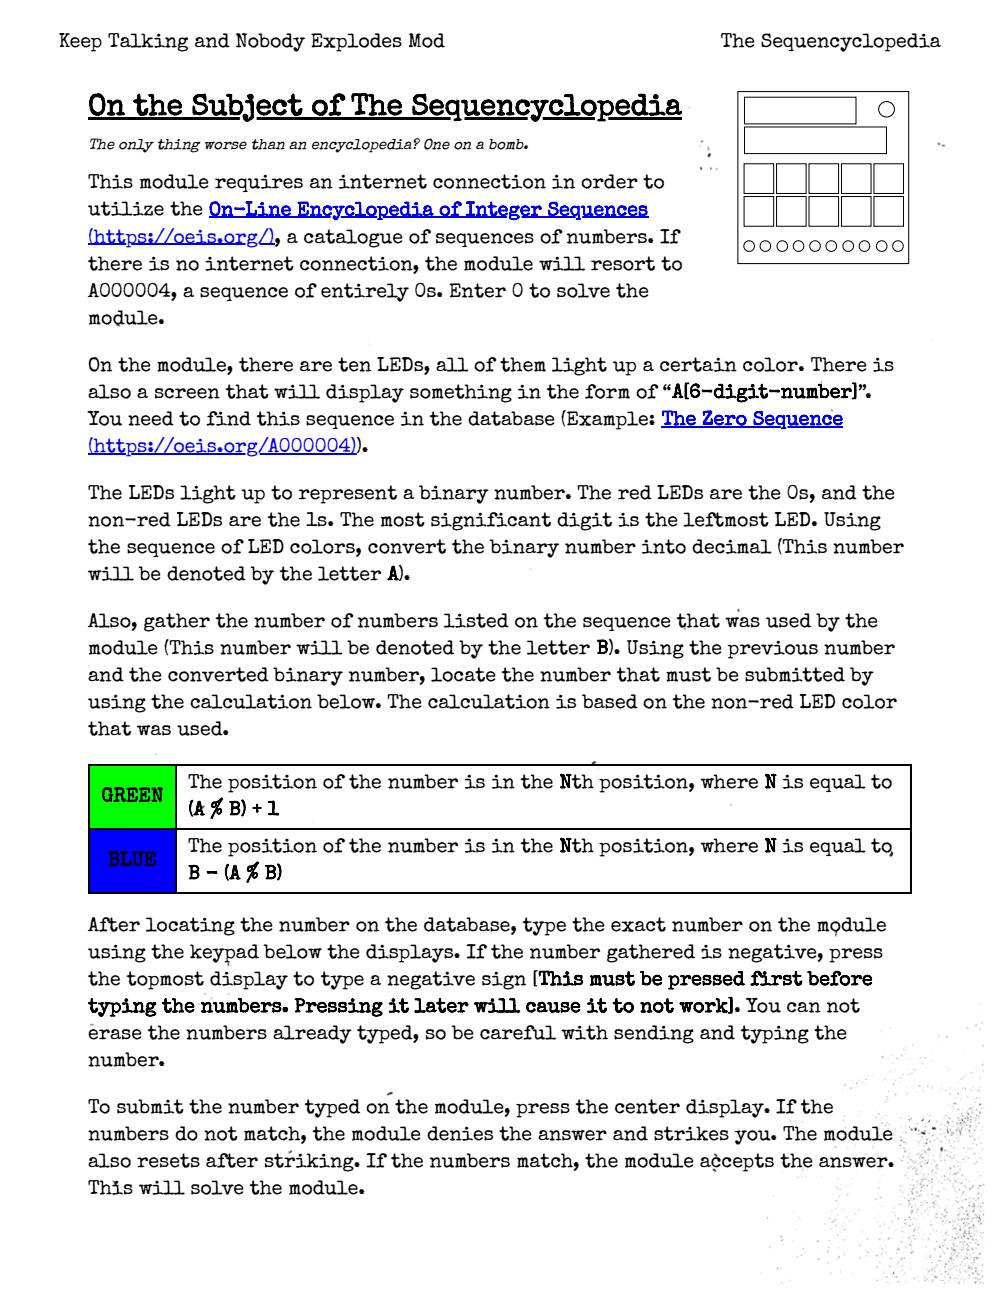 Keep Talking and Nobody Explodes Mod
The Sequencyclopedia
On the Subject of The Sequencyclopedia
The only thing worse than an encyclopedia? One on a bomb.
This module requires an internet connection in order to
utilize the On-Line Encyclopedia of Integer Sequences
(https://oeis.org/), a catalogue of sequences of numbers. If
there is no internet connection, the module will resort to
A000004, a sequence of entirely 0s. Enter 0 to solve the
module.
On the module, there are ten LEDs, all of them light up a certain color. There is
also a screen that will display something in the form of “A[6-digit-number]”.
You need to find this sequence in the database (Example: The Zero Sequence
(https://oeis.org/A000004)).
The LEDs light up to represent a binary number. The red LEDs are the 0s, and the
non-red LEDs are the 1s. The most significant digit is the leftmost LED. Using
the sequence of LED colors, convert the binary number into decimal (This number
will be denoted by the letter A).
Also, gather the number of numbers listed on the sequence that was used by the
module (This number will be denoted by the letter B). Using the previous number
and the converted binary number, locate the number that must be submitted by
using the calculation below. The calculation is based on the non-red LED color
that was used.
GREEN
The position of the number is in the Nth position, where N is equal to
(A % B) + 1
BLUE
The position of the number is in the Nth position, where N is equal to
B - (A % B)
After locating the number on the database, type the exact number on the module
using the keypad below the displays. If the number gathered is negative, press
the topmost display to type a negative sign [This must be pressed first before
typing the numbers. Pressing it later will cause it to not work]. You can not
erase the numbers already typed, so be careful with sending and typing the
number.
To submit the number typed on the module, press the center display. If the
numbers do not match, the module denies the answer and strikes you. The module
also resets after striking. If the numbers match, the module accepts the answer.
This will solve the module.